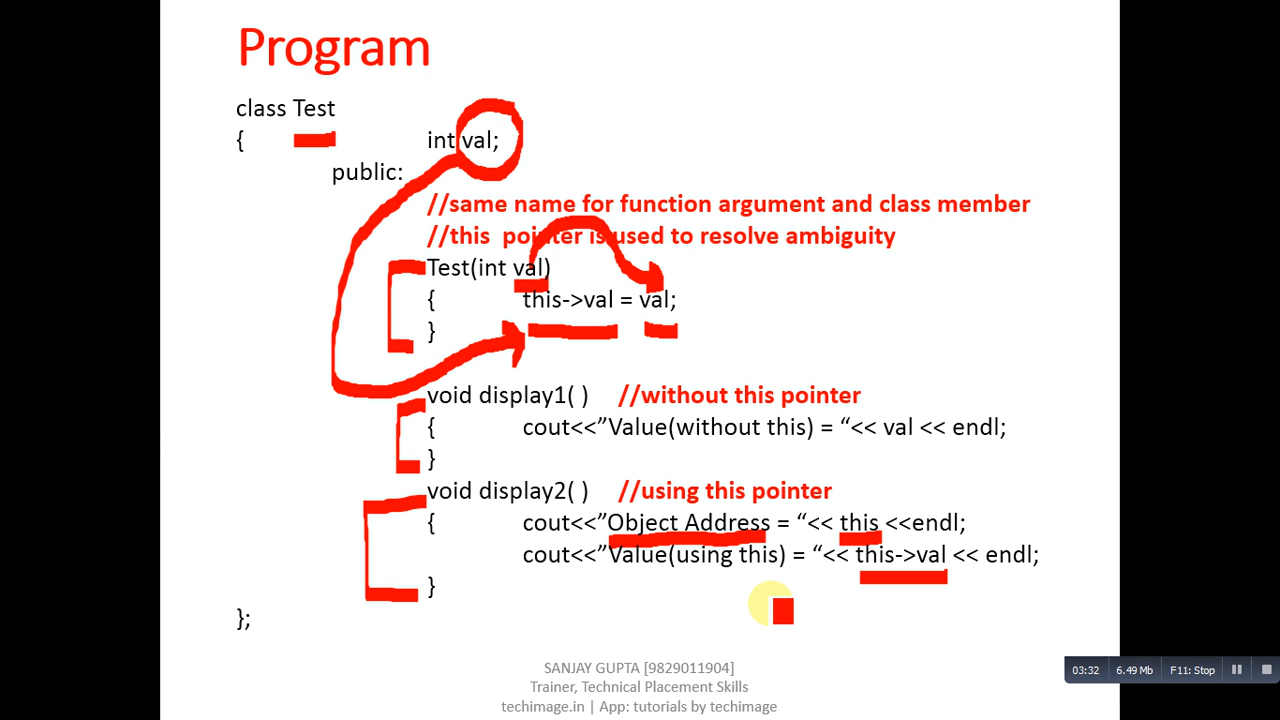 Program
class Test
{ int val;
public:
//same name for function argument and class member
//this pointer is used to resolve ambiguity
Test(int val)
{ this->val = val;
}
void display1( ) //without this pointer
{ cout<<”Value(without this) = “<< val << endl;
}
void display2( ) //using this pointer
{ cout<<”Object Address = “<< this <<endl;
cout<<”Value(using this) = “<< this->val << endl;
}
};
SANJAY GUPTA [9829011904]
Trainer, Technical Placement Skills
techimage.in | App: tutorials by techimage
03:32 6.49 Mb F11: Stop